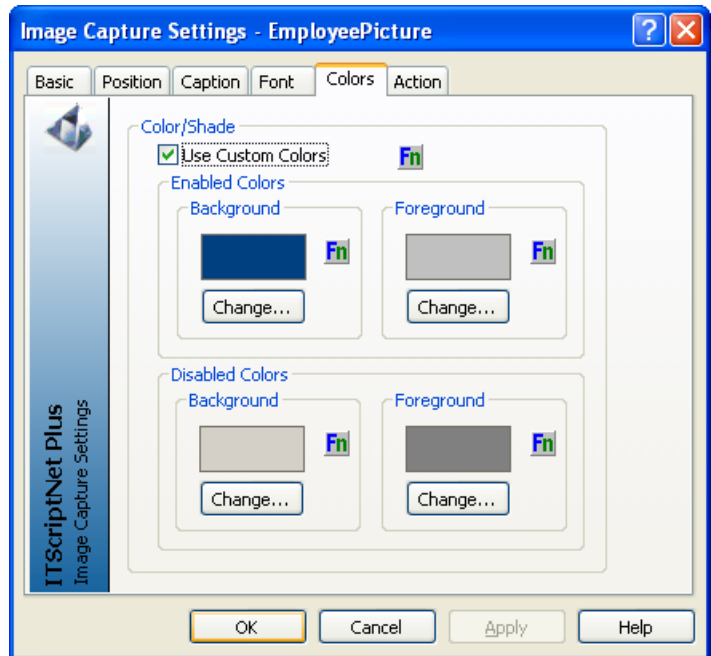 Image Capture Settings - EmployeePicture
?
Basic Position Caption Font Colors Action
Color/Shade
Use Custom Colors Fn
Enabled Colors
Background Foreground
Fn Fn
Change... Change...
Disabled Colors
Background Foreground
Fn Fn
Change... Change...
ITScriptNet Plus
Image Capture Settings
OK Cancel Apply Help